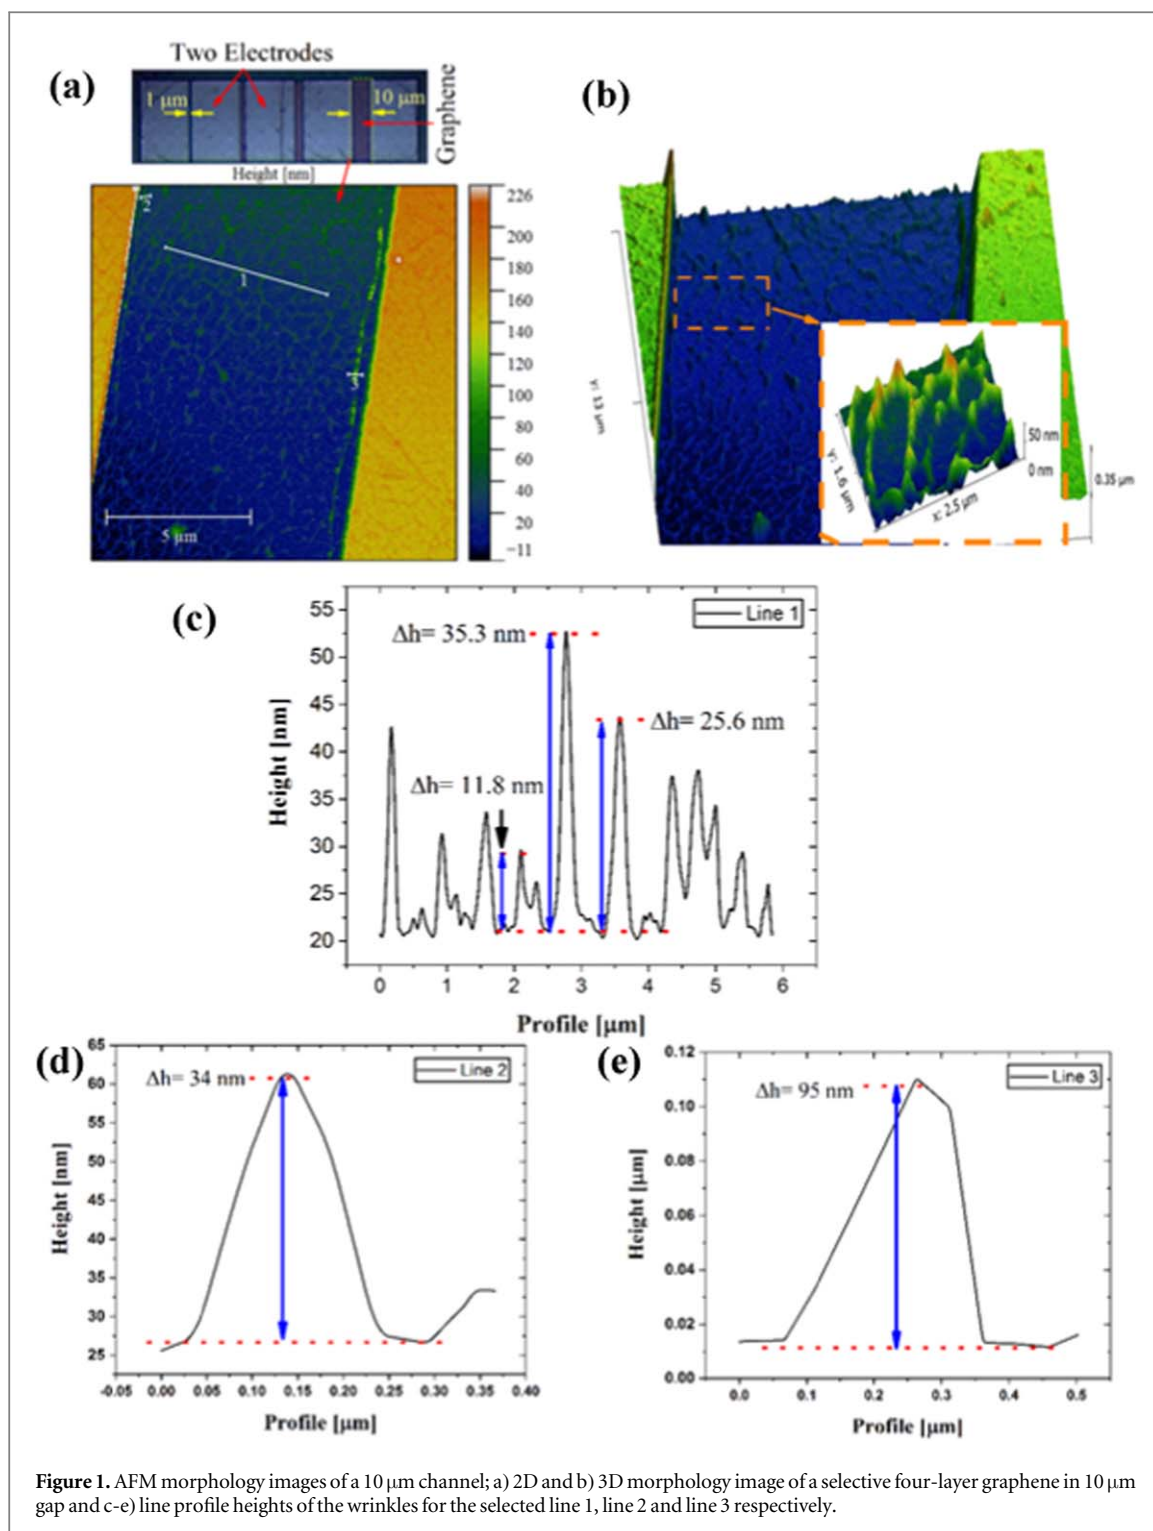 Two Electrodes
(a)
1 μm
10 μm
Graphene
Height [nm]
226
200
180
160
140
120
100
80
60
40
20
−11
2
1
3
5 μm
(b)
Y: 13 μm
Y: 1.6 μm
x: 2.5 μm
50 nm
0 nm
0.35 μm
(c)
Line 1
Δh= 35.3 nm
Δh= 25.6 nm
Δh= 11.8 nm
Height [nm]
55
50
45
40
35
30
25
20
0 1 2 3 4 5 6
Profile [μm]
(d)
Line 2
Δh= 34 nm
Height [nm]
65
60
55
50
45
40
35
30
25
-0.05 0.00 0.05 0.10 0.15 0.20 0.25 0.30 0.35 0.40
Profile [μm]
(e)
Line 3
Δh= 95 nm
Height [μm]
0.12
0.10
0.08
0.06
0.04
0.02
0.00
0.0 0.1 0.2 0.3 0.4 0.5
Profile [μm]
Figure 1. AFM morphology images of a 10 μm channel; a) 2D and b) 3D morphology image of a selective four-layer graphene in 10 μm
gap and c-e) line profile heights of the wrinkles for the selected line 1, line 2 and line 3 respectively.